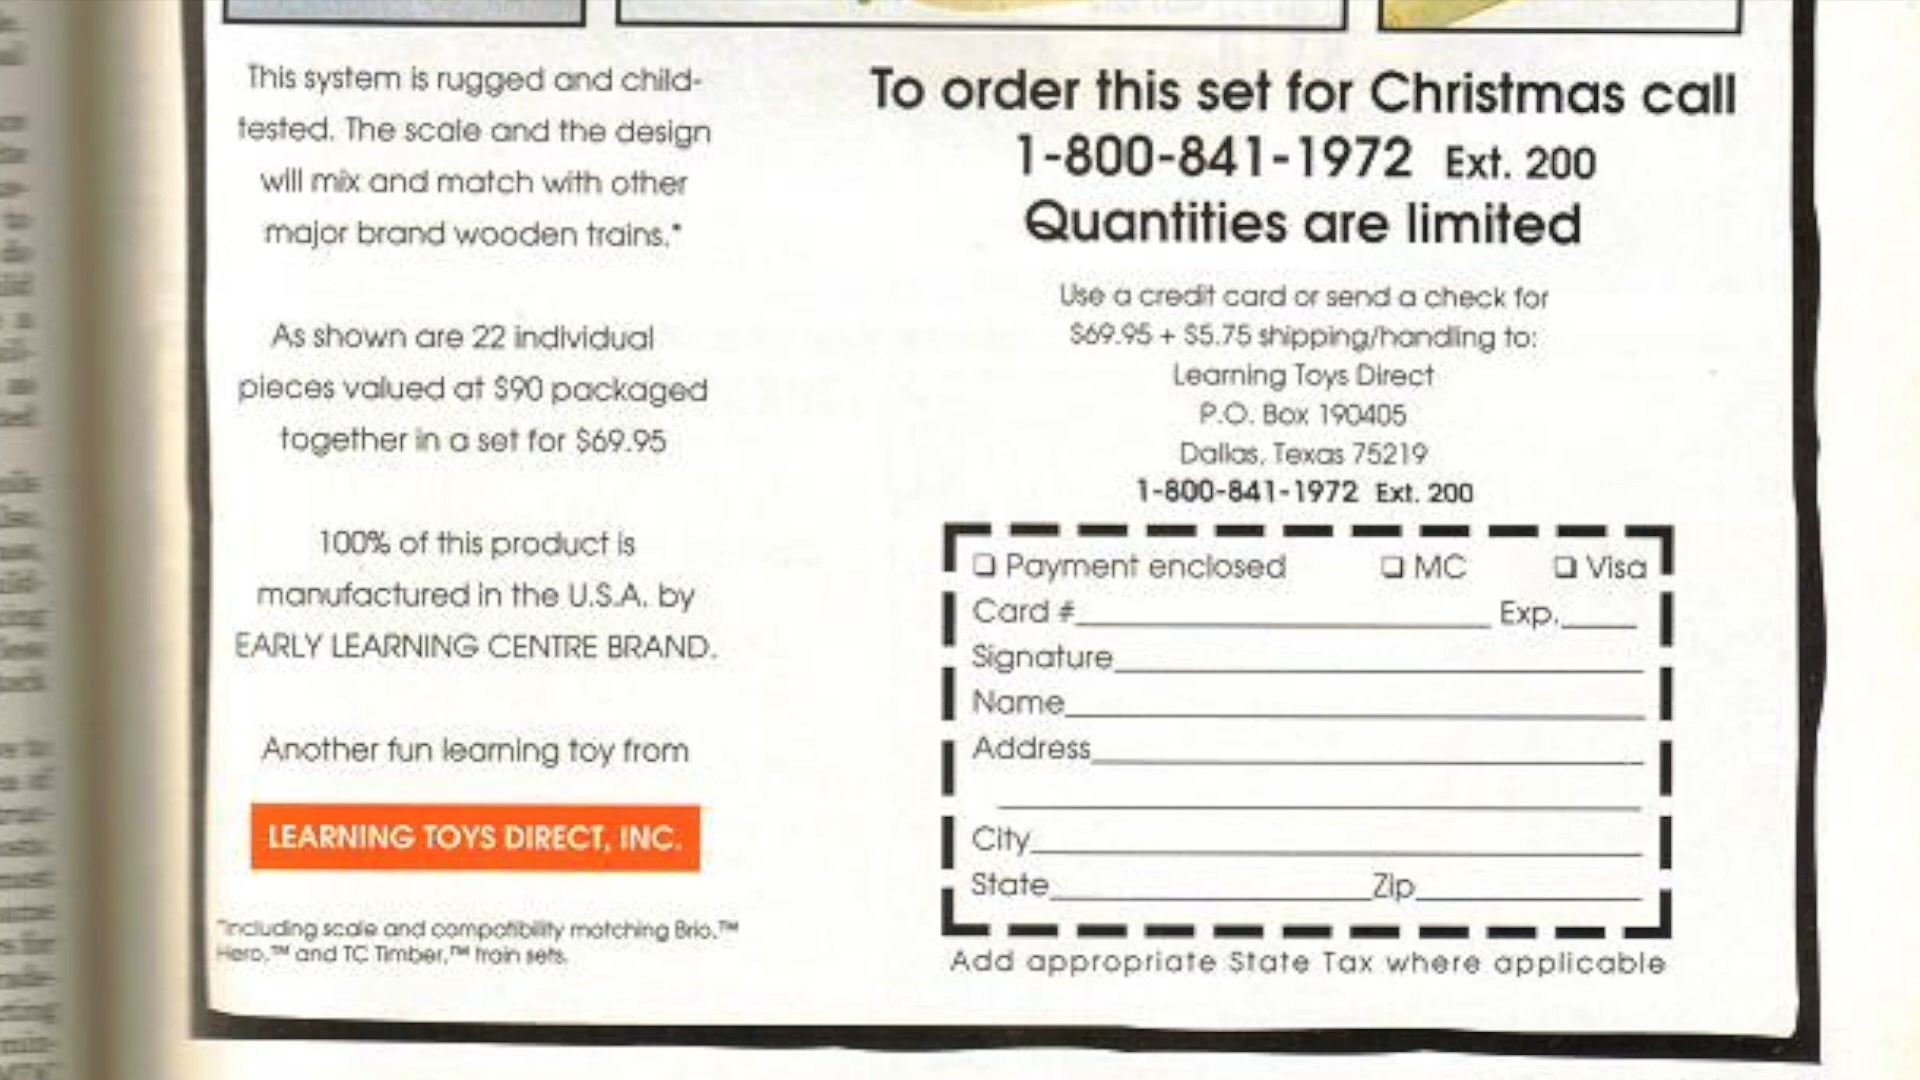 This system is rugged and child-
tested. The scale and the design
will mix and match with other
major brand wooden trains.*
As shown are 22 individual
pieces valued at $90 packaged
together in a set for $69.95
100% of this product is
manufactured in the U.S.A. by
EARLY LEARNING CENTRE BRAND.
Another fun learning toy from
LEARNING TOYS DIRECT, INC.
*Including scale and compatibility matching Brio,™
Hero,™ and TC Timber,™ train sets.
To order this set for Christmas call
1-800-841-1972 Ext. 200
Quantities are limited
Use a credit card or send a check for
$69.95 + $5.75 shipping/handling to:
Learning Toys Direct
P.O. Box 190405
Dallas, Texas 75219
1-800-841-1972 Ext. 200
❏ Payment enclosed ❏ MC ❏ Visa
Card # Exp.
Signature
Name
Address
City
State Zip
Add appropriate State Tax where applicable